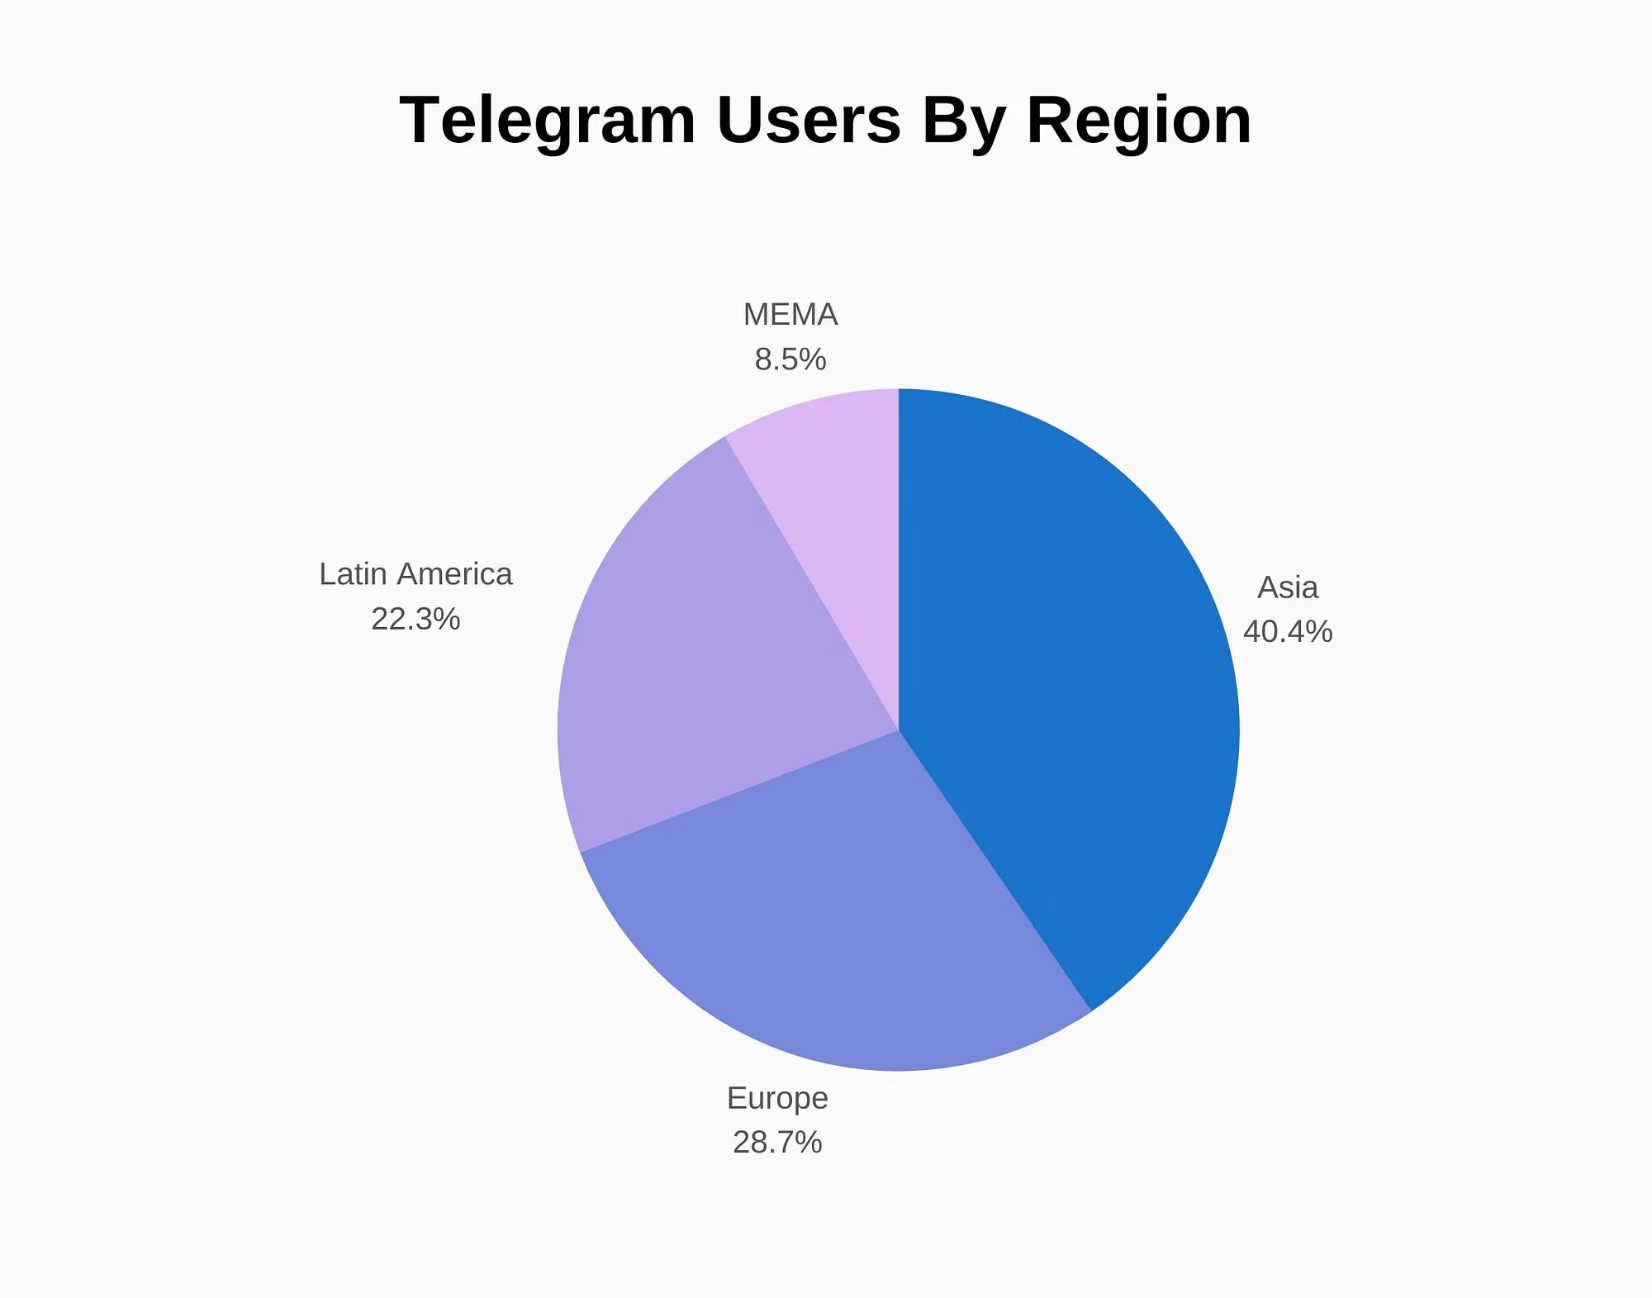 Telegram Users By Region
MEMA
8.5%
Latin America
22.3%
Asia
40.4%
Europe
28.7%